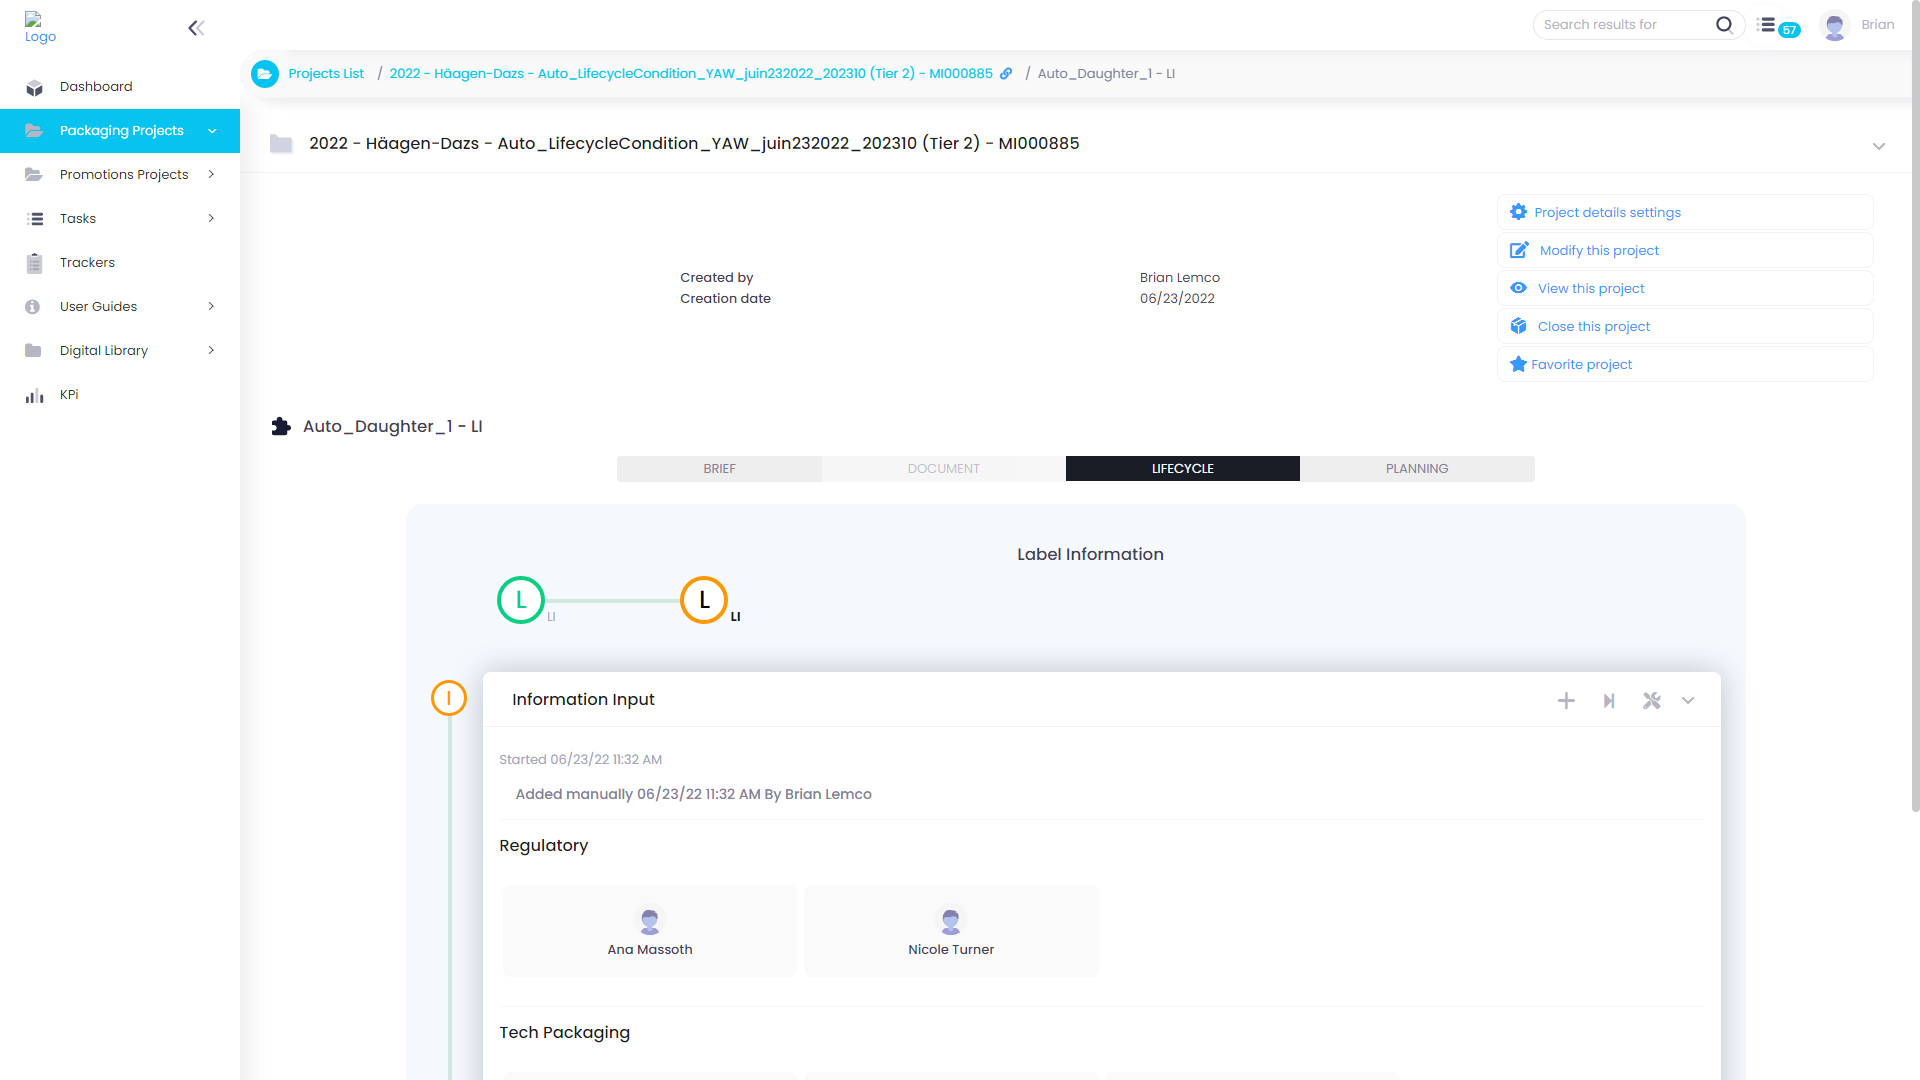 Logo
Search results for
57
Brian
Dashboard
Packaging Projects
Promotions Projects
Tasks
Trackers
User Guides
Digital Library
KPi
Projects List / 2022 - Häagen-Dazs - Auto_LifecycleCondition_YAW_juin232022_202310 (Tier 2) - MI000885 / Auto_Daughter_1 - LI
2022 - Häagen-Dazs - Auto_LifecycleCondition_YAW_juin232022_202310 (Tier 2) - MI000885
Created by Brian Lemco
Creation date 06/23/2022
Project details settings
Modify this project
View this project
Close this project
Favorite project
Auto_Daughter_1 - LI
BRIEF DOCUMENT LIFECYCLE PLANNING
Label Information
L LI L LI
I
Information Input
Started 06/23/22 11:32 AM
Added manually 06/23/22 11:32 AM By Brian Lemco
Regulatory
Ana Massoth Nicole Turner
Tech Packaging